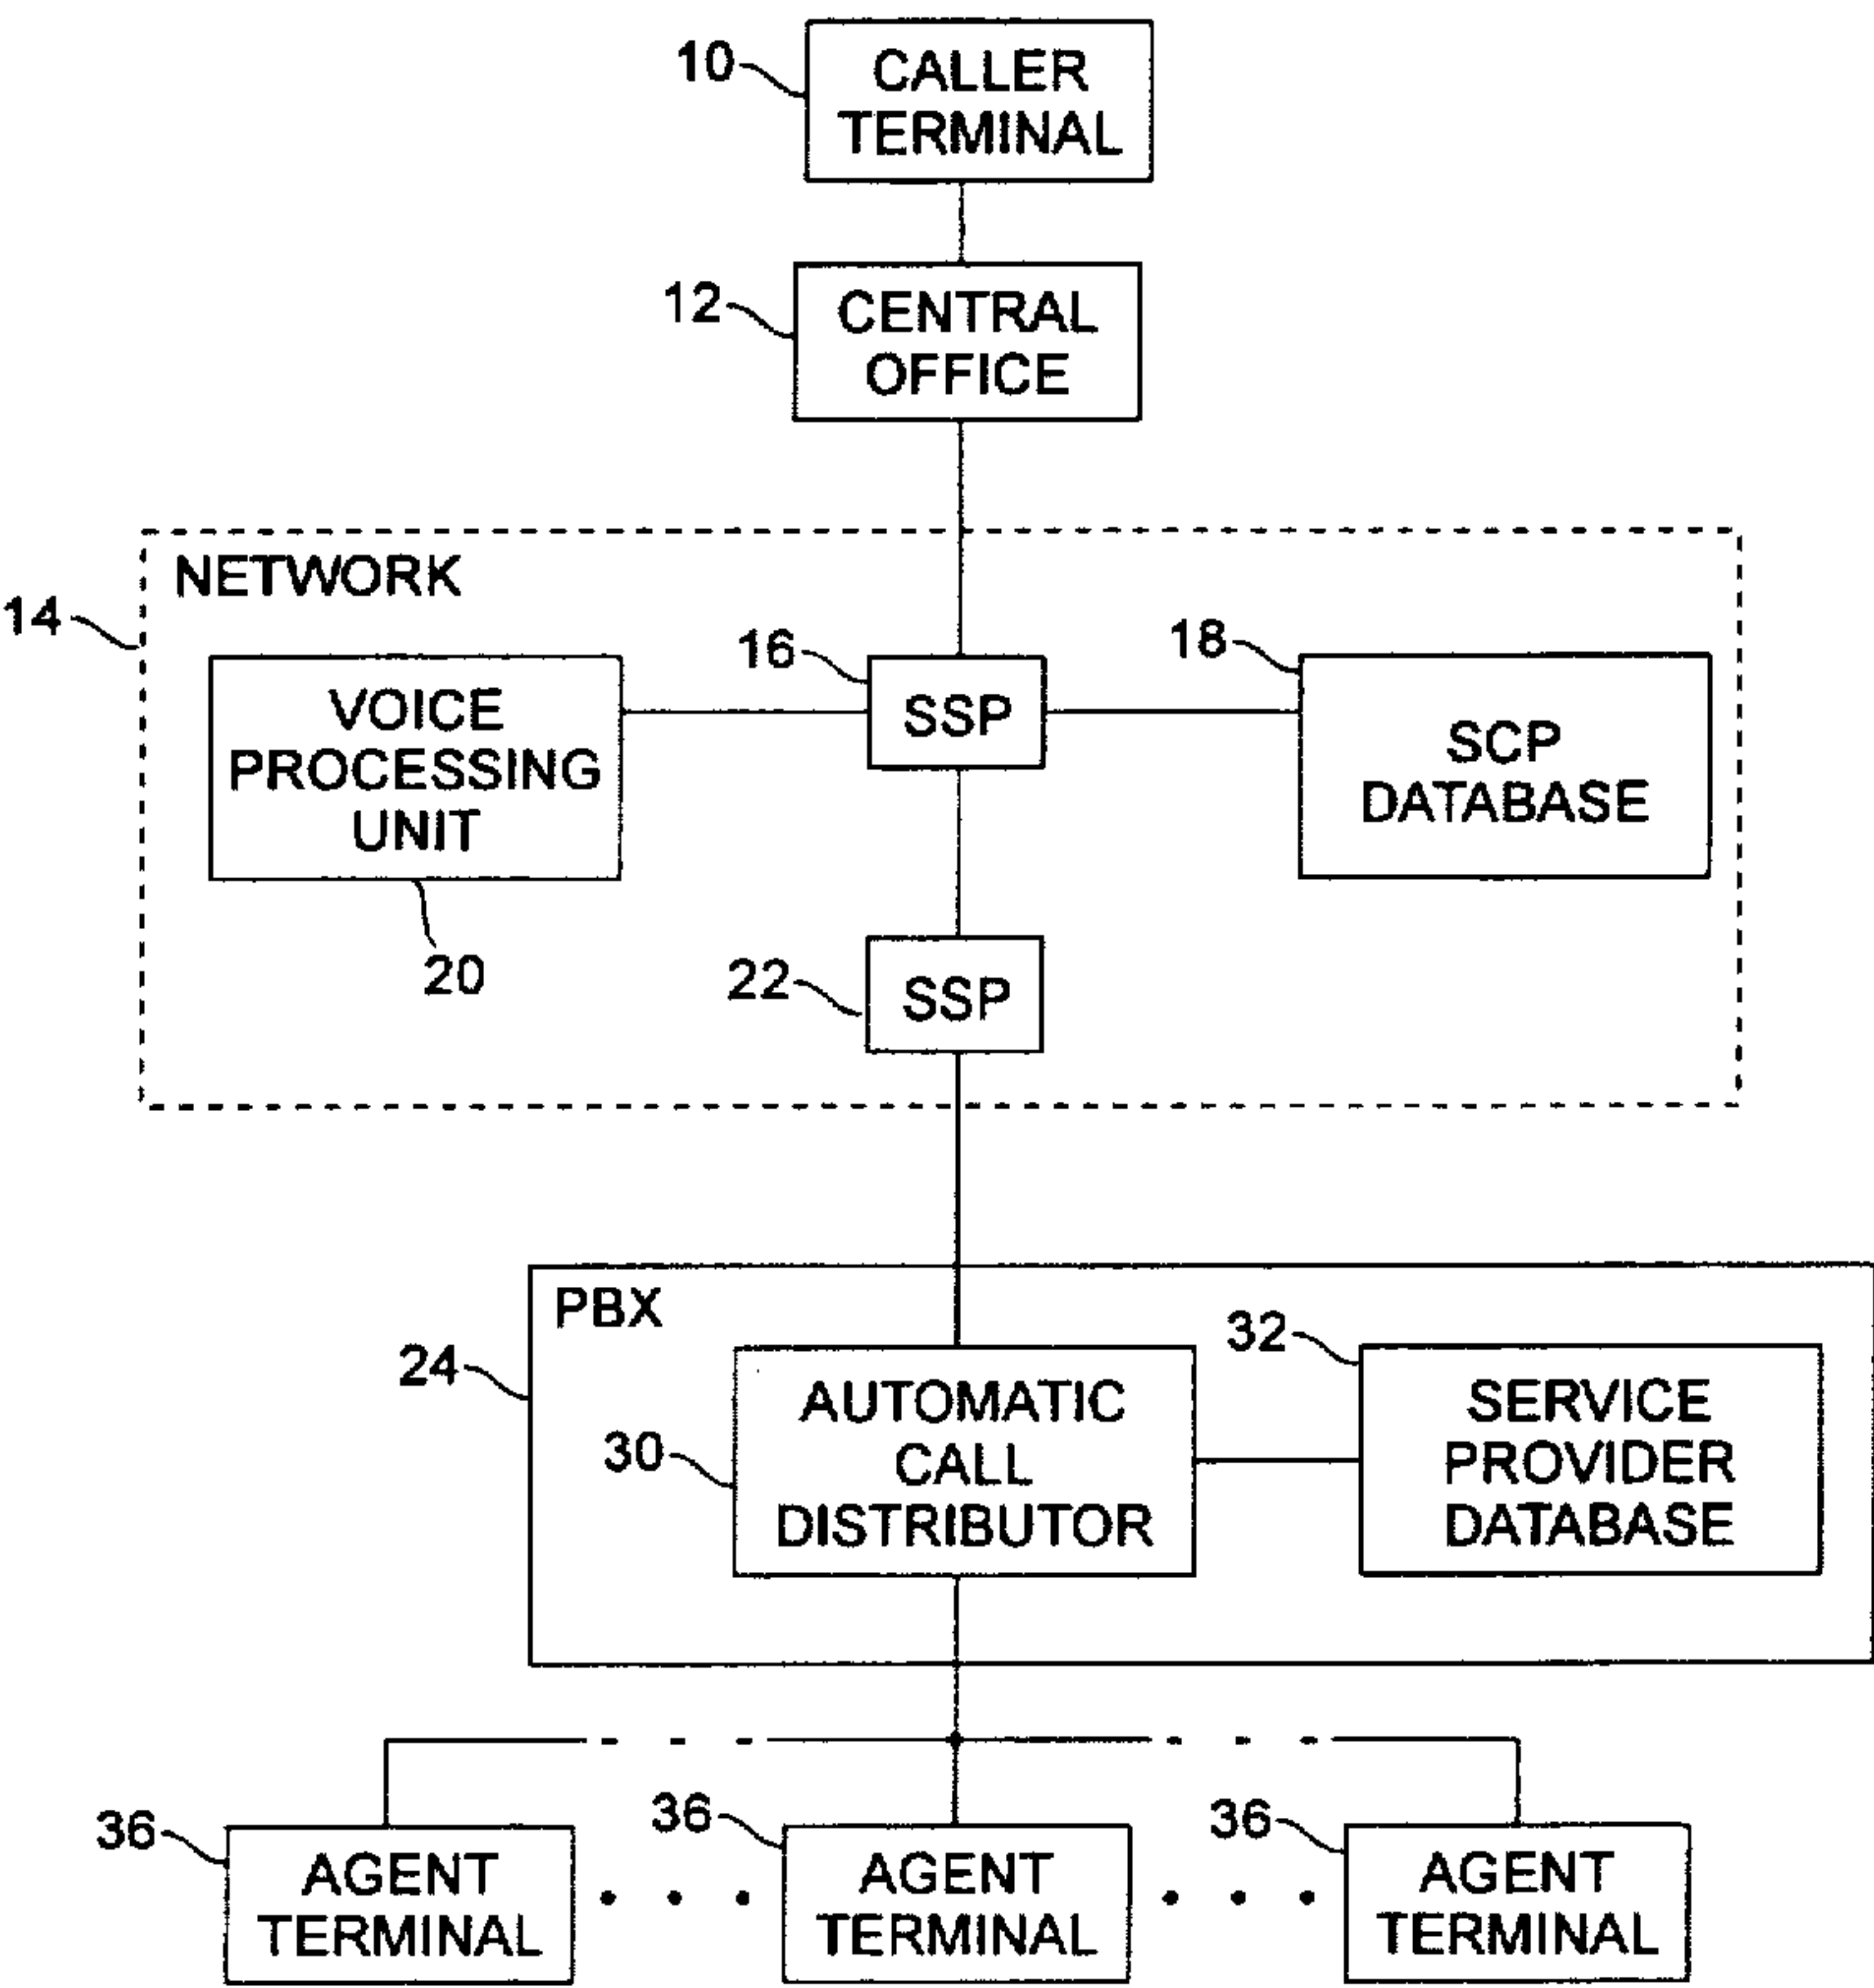 10
CALLER
TERMINAL
12
CENTRAL
OFFICE
NETWORK
14
16
SSP
18
SCP
DATABASE
VOICE
PROCESSING
UNIT
20
22
SSP
PBX
24
30
AUTOMATIC
CALL
DISTRIBUTOR
32
SERVICE
PROVIDER
DATABASE
36
AGENT
TERMINAL
36
AGENT
TERMINAL
36
AGENT
TERMINAL